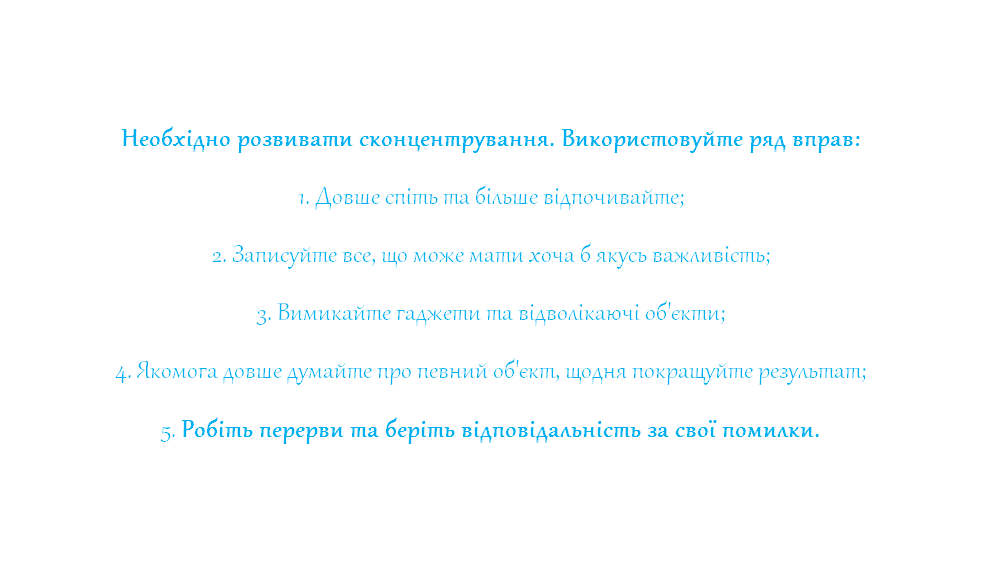 Необхідно розвивати сконцентрування. Використовуйте ряд вправ:
1. Довше спіть та більше відпочивайте;
2. Записуйте все, що може мати хоча б якусь важливість;
3. Вимикайте гаджети та відволікаючі об'єкти;
4. Якомога довше думайте про певний об'єкт, щодня покращуйте результат;
5. Робіть перерви та беріть відповідальність за свої помилки.